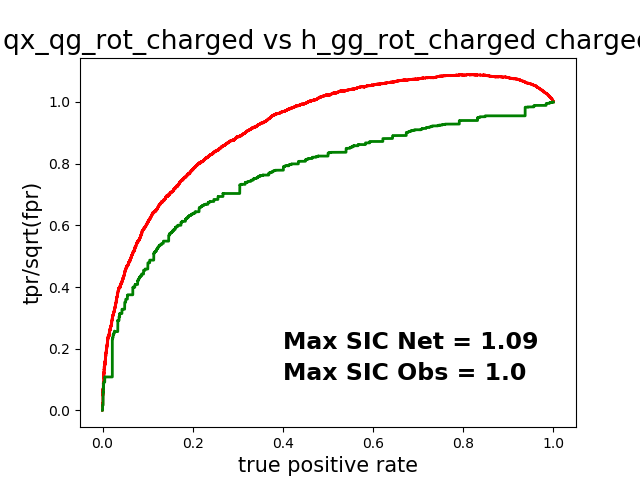 qx_qg_rot_charged vs h_gg_rot_charged charged
tpr/sqrt(fpr)
1.0
0.8
0.6
0.4
0.2
0.0
Max SIC Net = 1.09
Max SIC Obs = 1.0
0.0 0.2 0.4 0.6 0.8 1.0
true positive rate